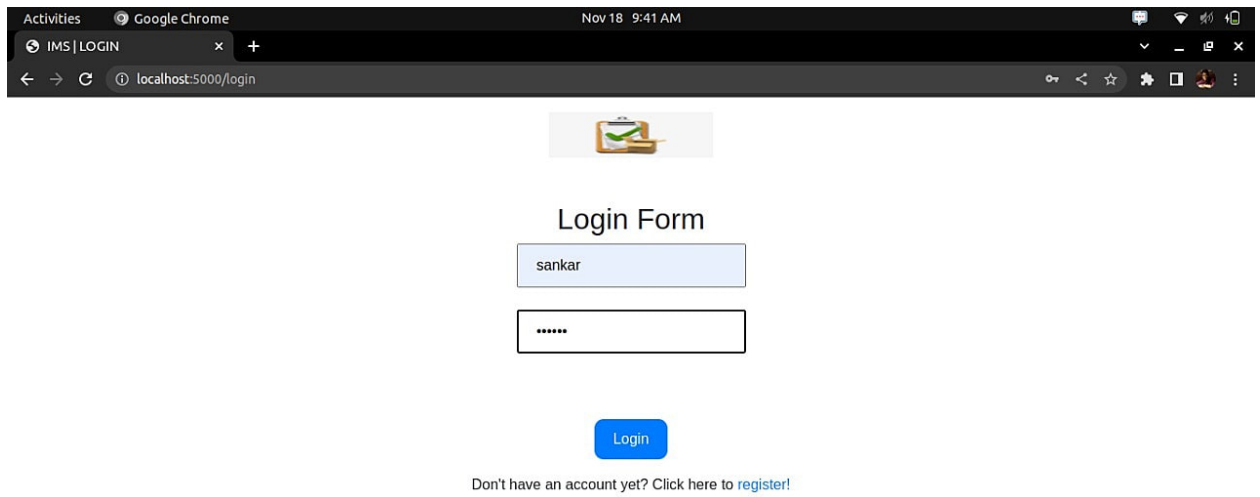 Activities Google Chrome Nov 18 9:41 AM
IMS | LOGIN
localhost:5000/login
Login Form
sankar
••••••
Login
Don't have an account yet? Click here to register!